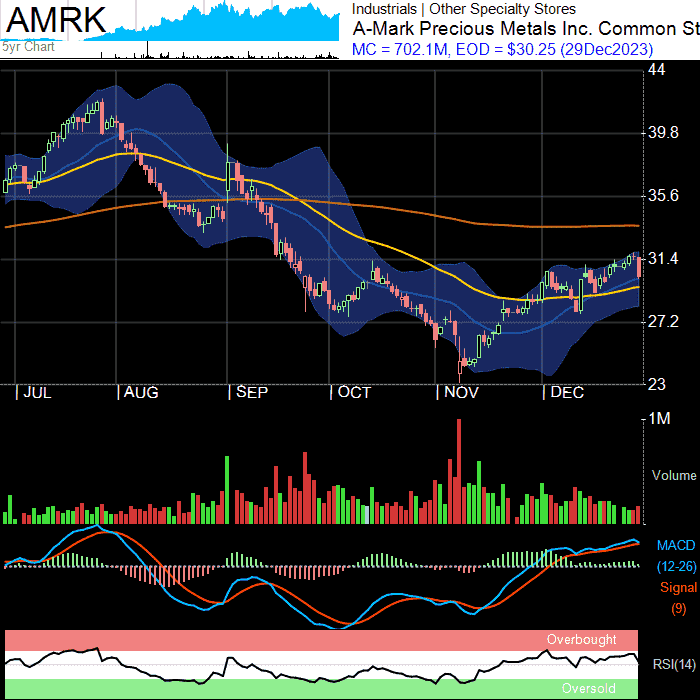 AMRK
5yr Chart
Industrials | Other Specialty Stores
A-Mark Precious Metals Inc. Common St
MC = 702.1M, EOD = $30.25 (29Dec2023)
44
39.8
35.6
31.4
27.2
23
JUL AUG SEP OCT NOV DEC
1M
Volume
MACD
(12-26)
Signal
(9)
Overbought
RSI(14)
Oversold